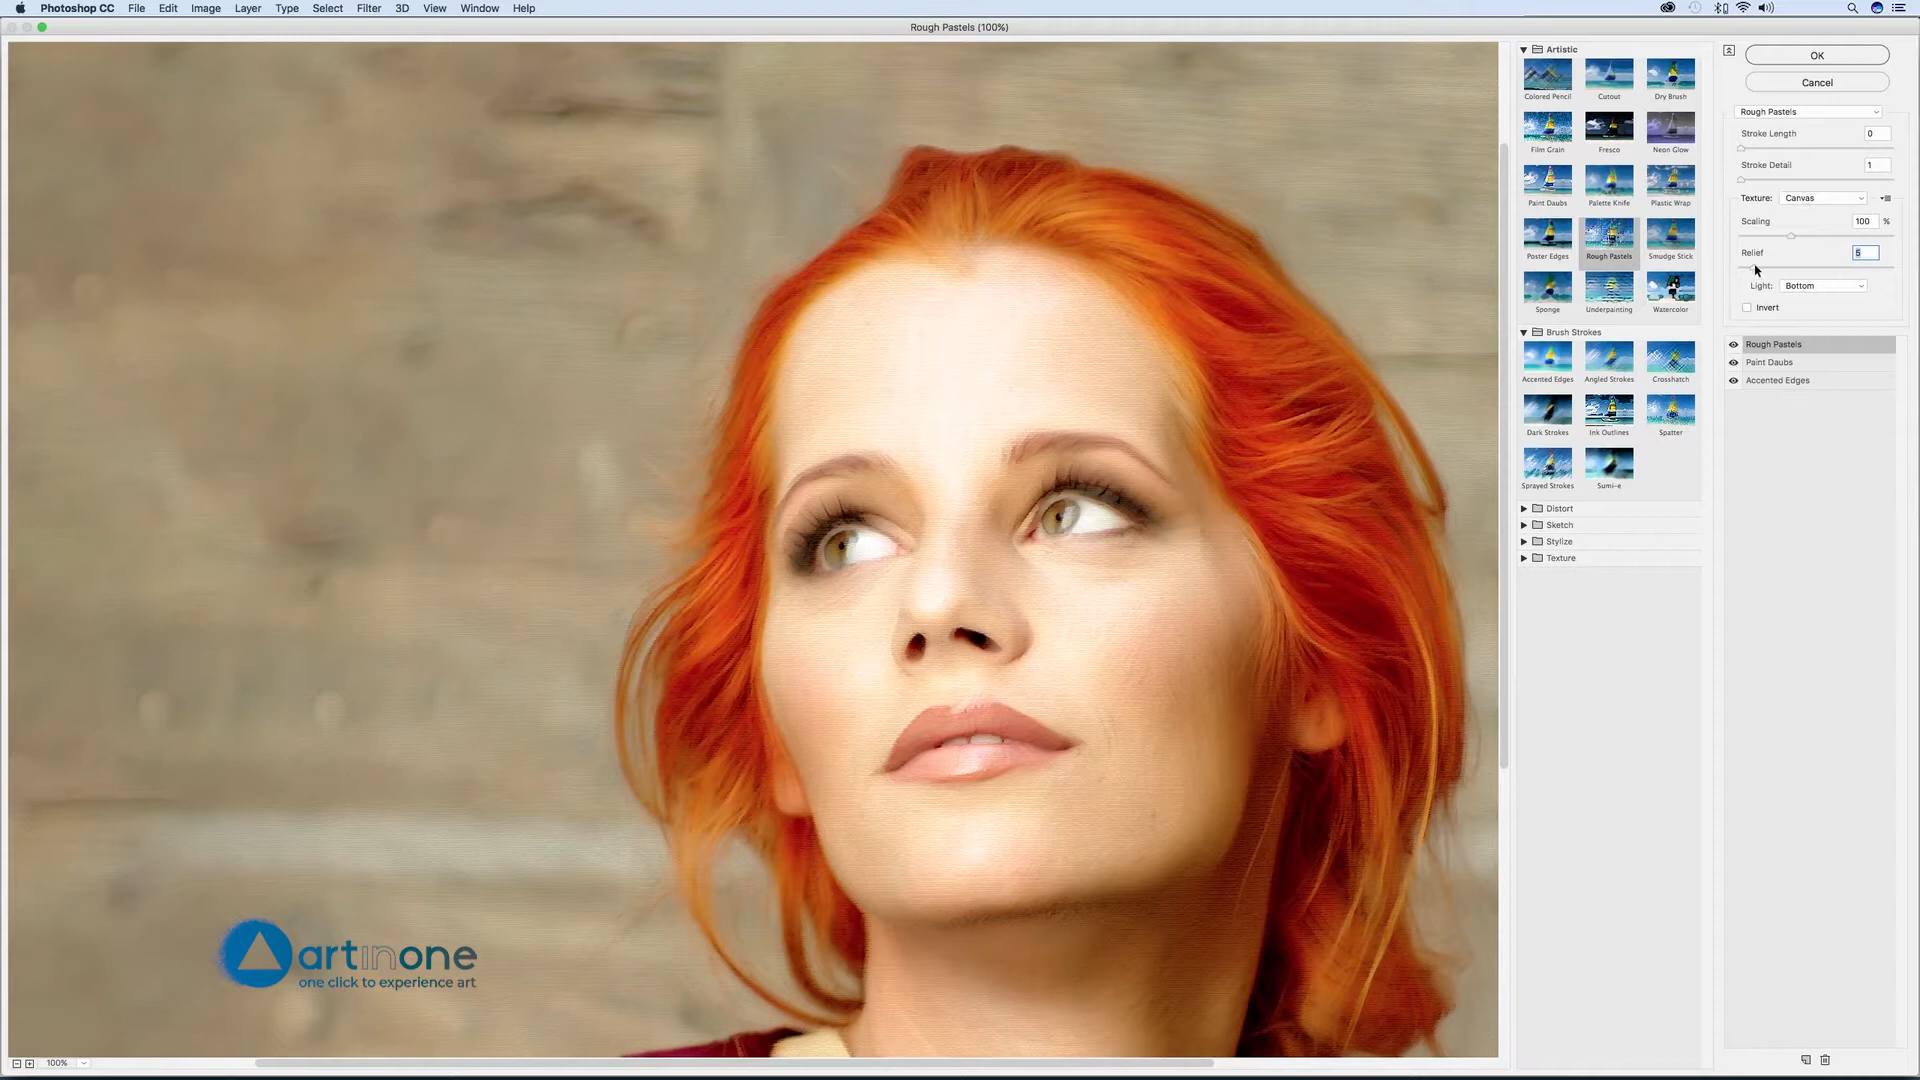 Photoshop CC File Edit Image Layer Type Select Filter 3D View Window Help
Rough Pastels (100%)
Artistic
Colored Pencil Cutout Dry Brush
Film Grain Fresco Neon Glow
Paint Daubs Palette Knife Plastic Wrap
Poster Edges Rough Pastels Smudge Stick
Sponge Underpainting Watercolor
Brush Strokes
Accented Edges Angled Strokes Crosshatch
Dark Strokes Ink Outlines Spatter
Sprayed Strokes Sumi-e
Distort
Sketch
Stylize
Texture
OK
Cancel
Rough Pastels
Stroke Length 0
Stroke Detail 1
Texture: Canvas
Scaling 100 %
Relief 5
Light: Bottom
Invert
Rough Pastels
Paint Daubs
Accented Edges
artinone
one click to experience art
100%